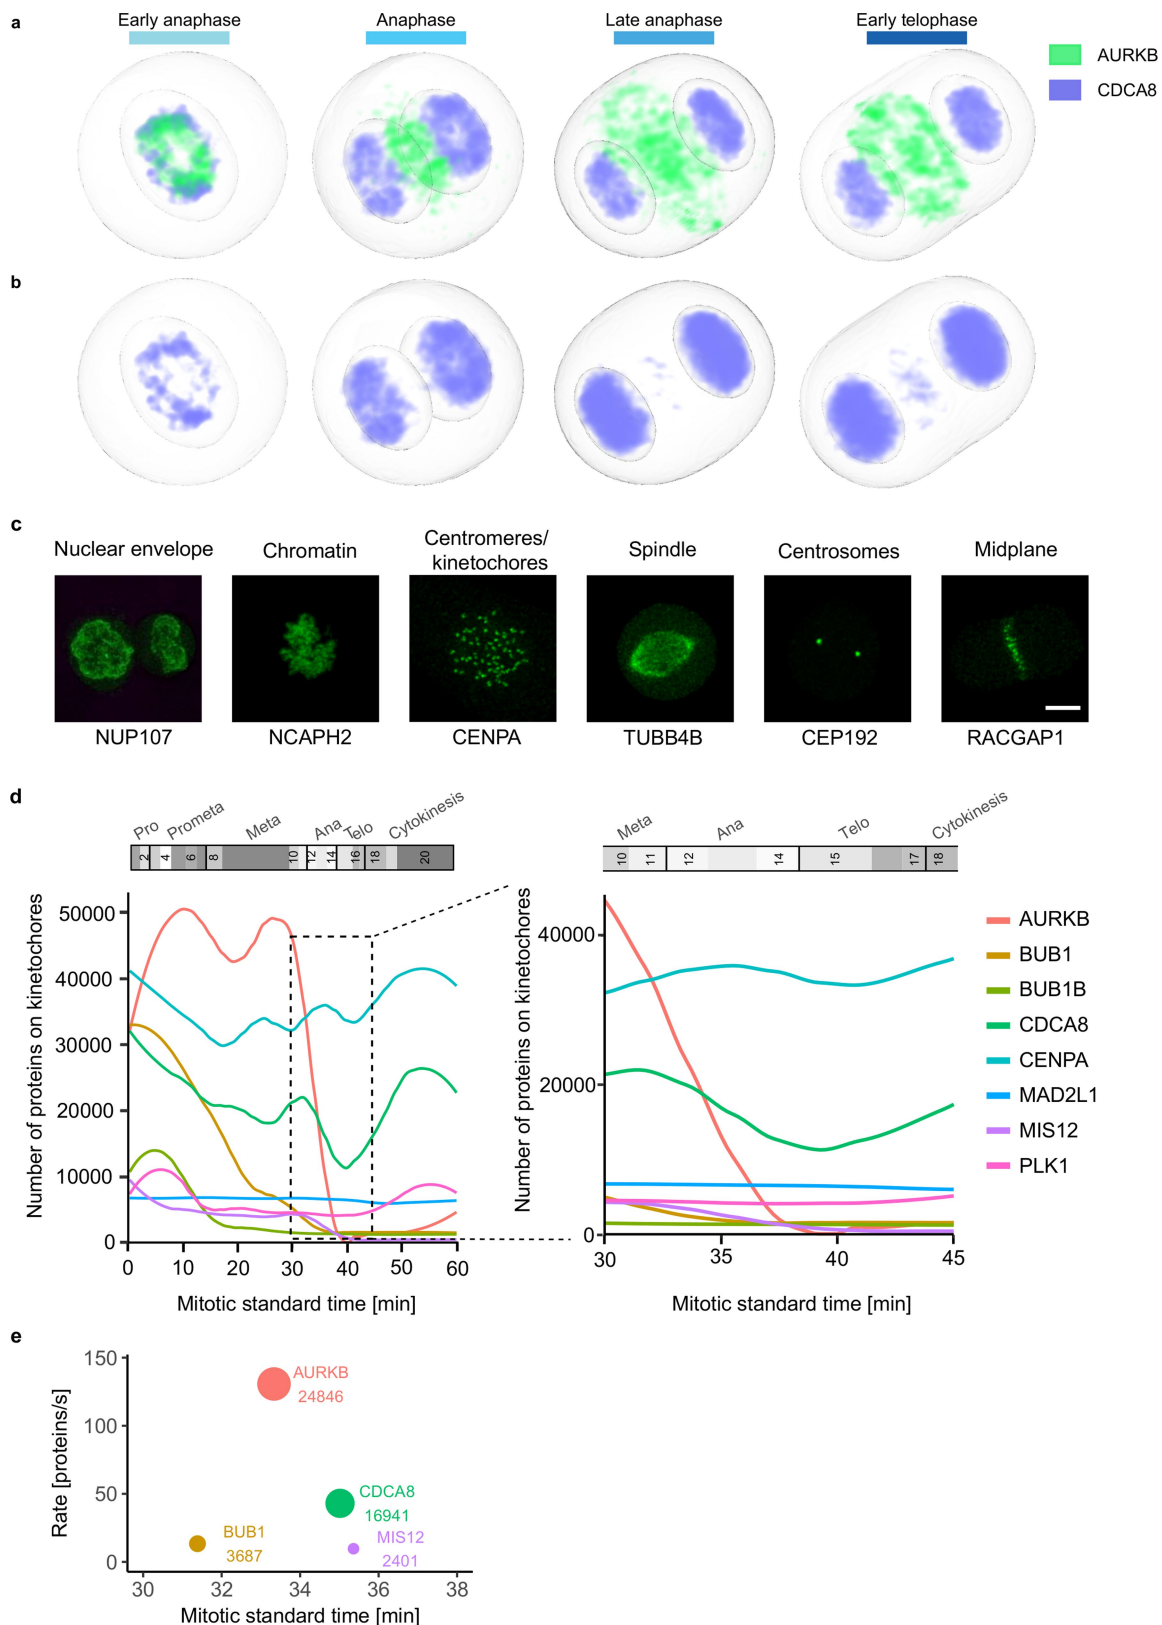 a
Early anaphase
Anaphase
Late anaphase
Early telophase
AURKB
CDCA8
b
c
Nuclear envelope
Chromatin
Centromeres/
kinetochores
Spindle
Centrosomes
Midplane
NUP107
NCAPH2
CENPA
TUBB4B
CEP192
RACGAP1
d
Pro
Prometa
Meta
Ana
Telo
Cytokinesis
2 4 6 8 10 12 14 16 18 20
Number of proteins on kinetochores
50000
40000
30000
20000
10000
0
0 10 20 30 40 50 60
Mitotic standard time [min]
Meta
Ana
Telo
Cytokinesis
10 11 12 14 15 17 18
Number of proteins on kinetochores
40000
20000
0
30 35 40 45
Mitotic standard time [min]
AURKB
BUB1
BUB1B
CDCA8
CENPA
MAD2L1
MIS12
PLK1
e
Rate [proteins/s]
150
100
50
0
AURKB
24846
CDCA8
16941
BUB1
3687
MIS12
2401
30 32 34 36 38
Mitotic standard time [min]